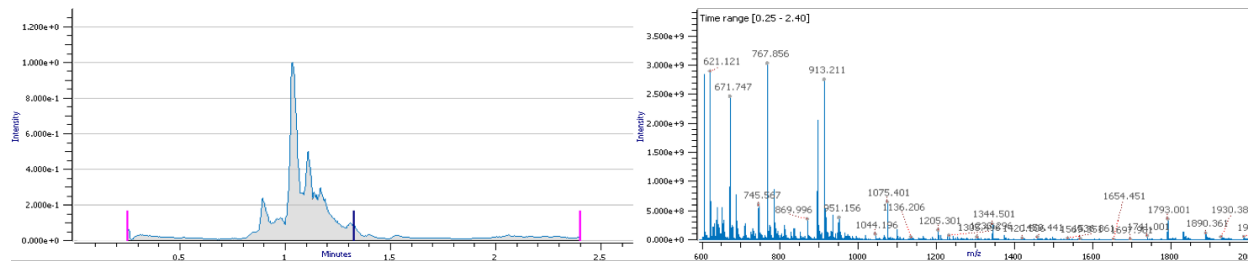 1.200e+0
1.000e+0
8.000e-1
6.000e-1
4.000e-1
2.000e-1
0.000e+0
Intensity
0.5
1
1.5
2
2.5
Minutes
Time range [0.25 - 2.40]
3.500e+9
3.000e+9
2.500e+9
2.000e+9
1.500e+9
1.000e+9
5.000e+8
0.000e+0
Intensity
621.121
671.747
745.567
767.856
869.996
913.211
951.156
1044.196
1075.401
1136.206
1205.301
1344.501
1654.451
1741.001
1793.001
1890.361
1930.38
600
800
1000
1200
1400
1600
1800
m/z